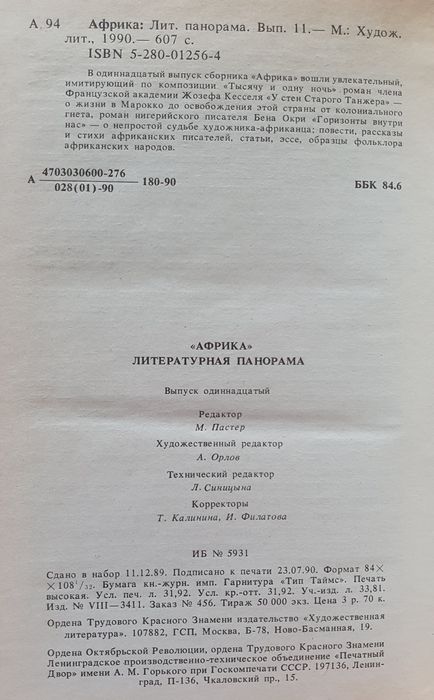 А 94 Африка: Лит. панорама. Вып. 11.— М.: Худож.
лит., 1990.— 607 с.
ISBN 5-280-01256-4
В одиннадцатый выпуск сборника «Африка» вошли увлекательный,
имитирующий по композиции «Тысячу и одну ночь» роман члена
Французской академии Жозефа Кесселя «У стен Старого Танжера» —
о жизни в Марокко до освобождения этой страны от колониального
гнета, роман нигерийского писателя Бена Окри «Горизонты внутри
нас» — о непростой судьбе художника-африканца; повести, рассказы
и стихи африканских писателей, статьи, эссе, образцы фольклора
африканских народов.
А 4703030600-276
028(01)-90 180-90
ББК 84.6
«АФРИКА»
ЛИТЕРАТУРНАЯ ПАНОРАМА
Выпуск одиннадцатый
Редактор
М. Пастер
Художественный редактор
А. Орлов
Технический редактор
Л. Синицына
Корректоры
Т. Калинина, И. Филатова
ИБ № 5931
Сдано в набор 11.12.89. Подписано к печати 23.07.90. Формат 84×
×108¹/₃₂. Бумага кн.-журн. имп. Гарнитура «Тип Таймс». Печать
высокая. Усл. печ. л. 31,92. Усл. кр.-отт. 31,92. Уч.-изд. л. 33,81.
Изд. № VIII—3411. Заказ № 456. Тираж 50 000 экз. Цена 3 р. 70 к.
Ордена Трудового Красного Знамени издательство «Художественная
литература». 107882, ГСП, Москва, Б-78, Ново-Басманная, 19.
Ордена Октябрьской Революции, ордена Трудового Красного Знамени
Ленинградское производственно-техническое объединение «Печатный
Двор» имени А. М. Горького при Госкомпечати СССР. 197136, Ленин-
град, П-136, Чкаловский пр., 15.